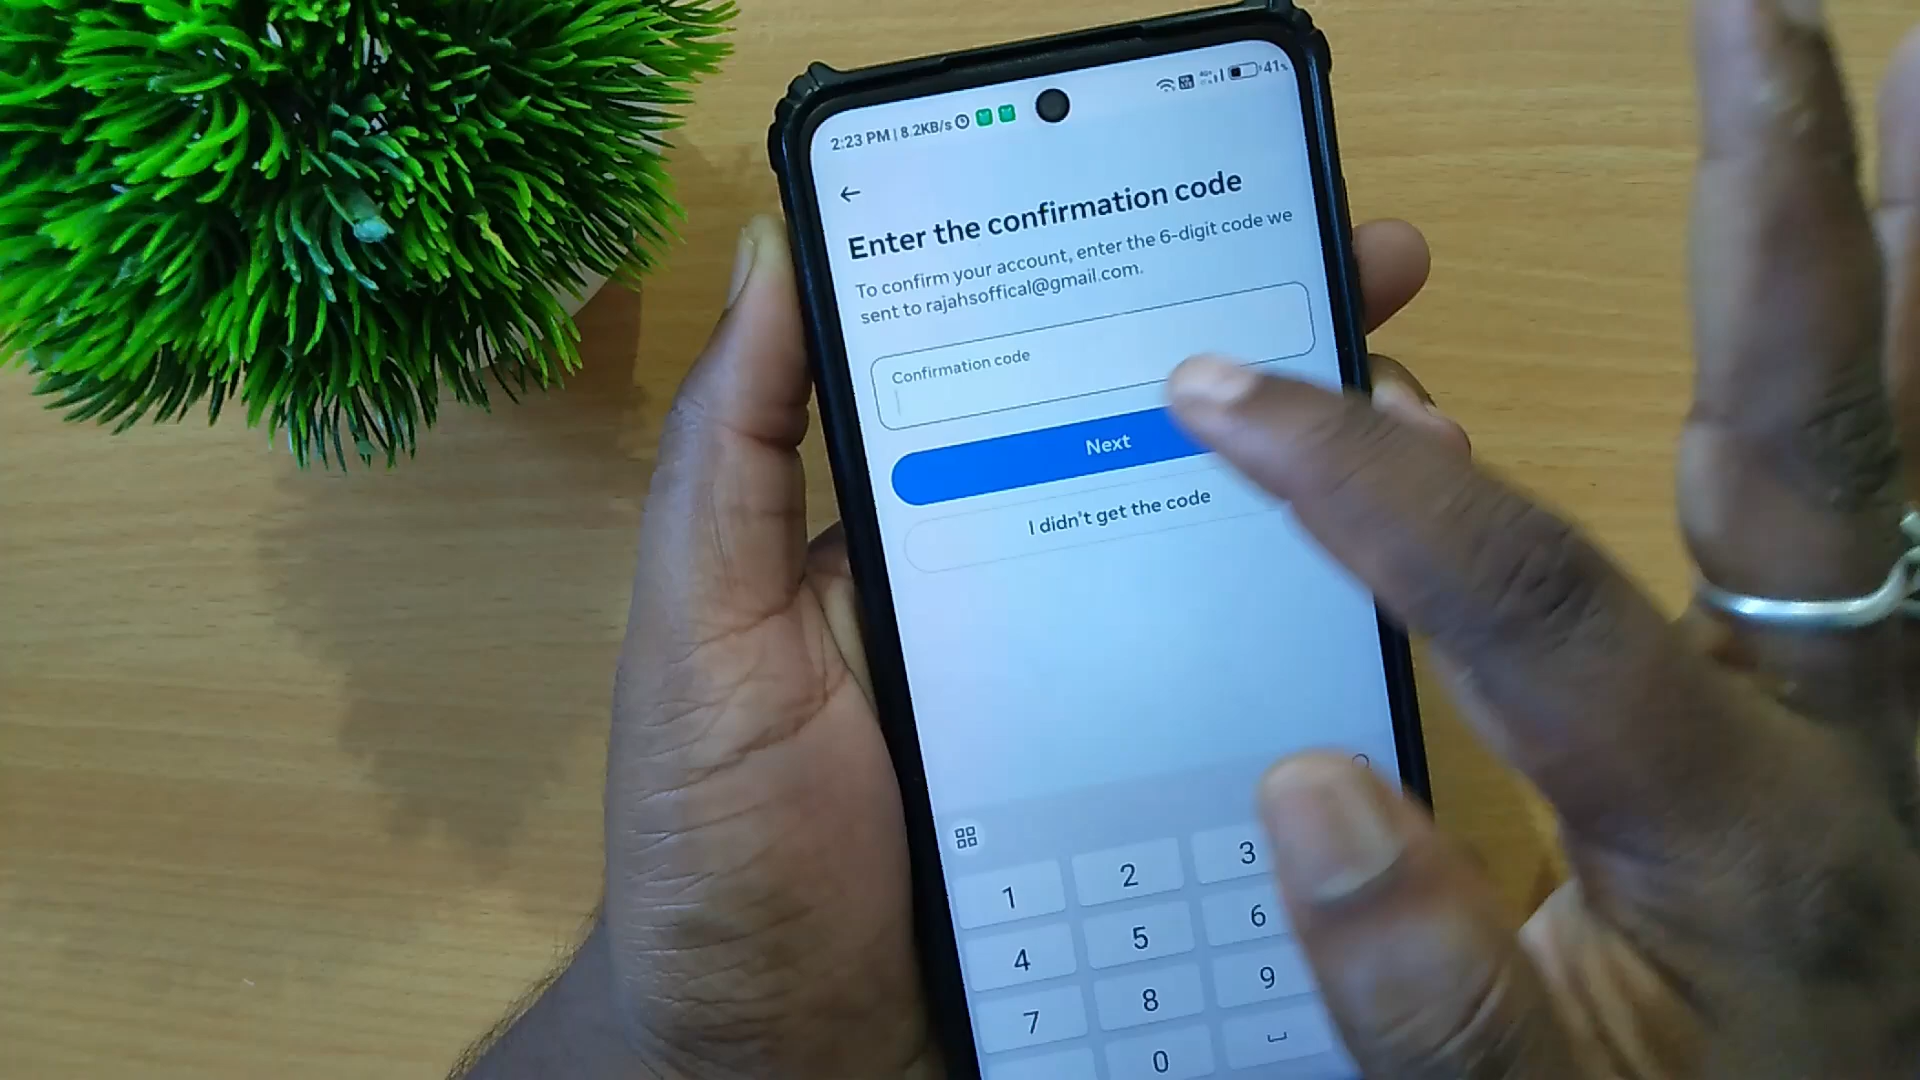 2:23 PM | 8.2KB/s 41%
Enter the confirmation code
To confirm your account, enter the 6-digit code we
sent to rajahsoffical@gmail.com.
Confirmation code
Next
I didn't get the code
1 2 3
4 5 6
7 8 9
0